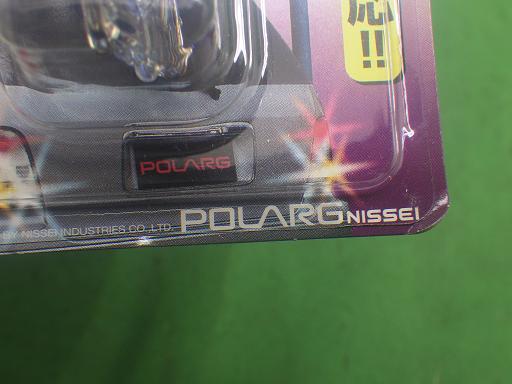 応!!
POLARG
POLARG NISSEI
BY NISSEI INDUSTRIES CO.,LTD.